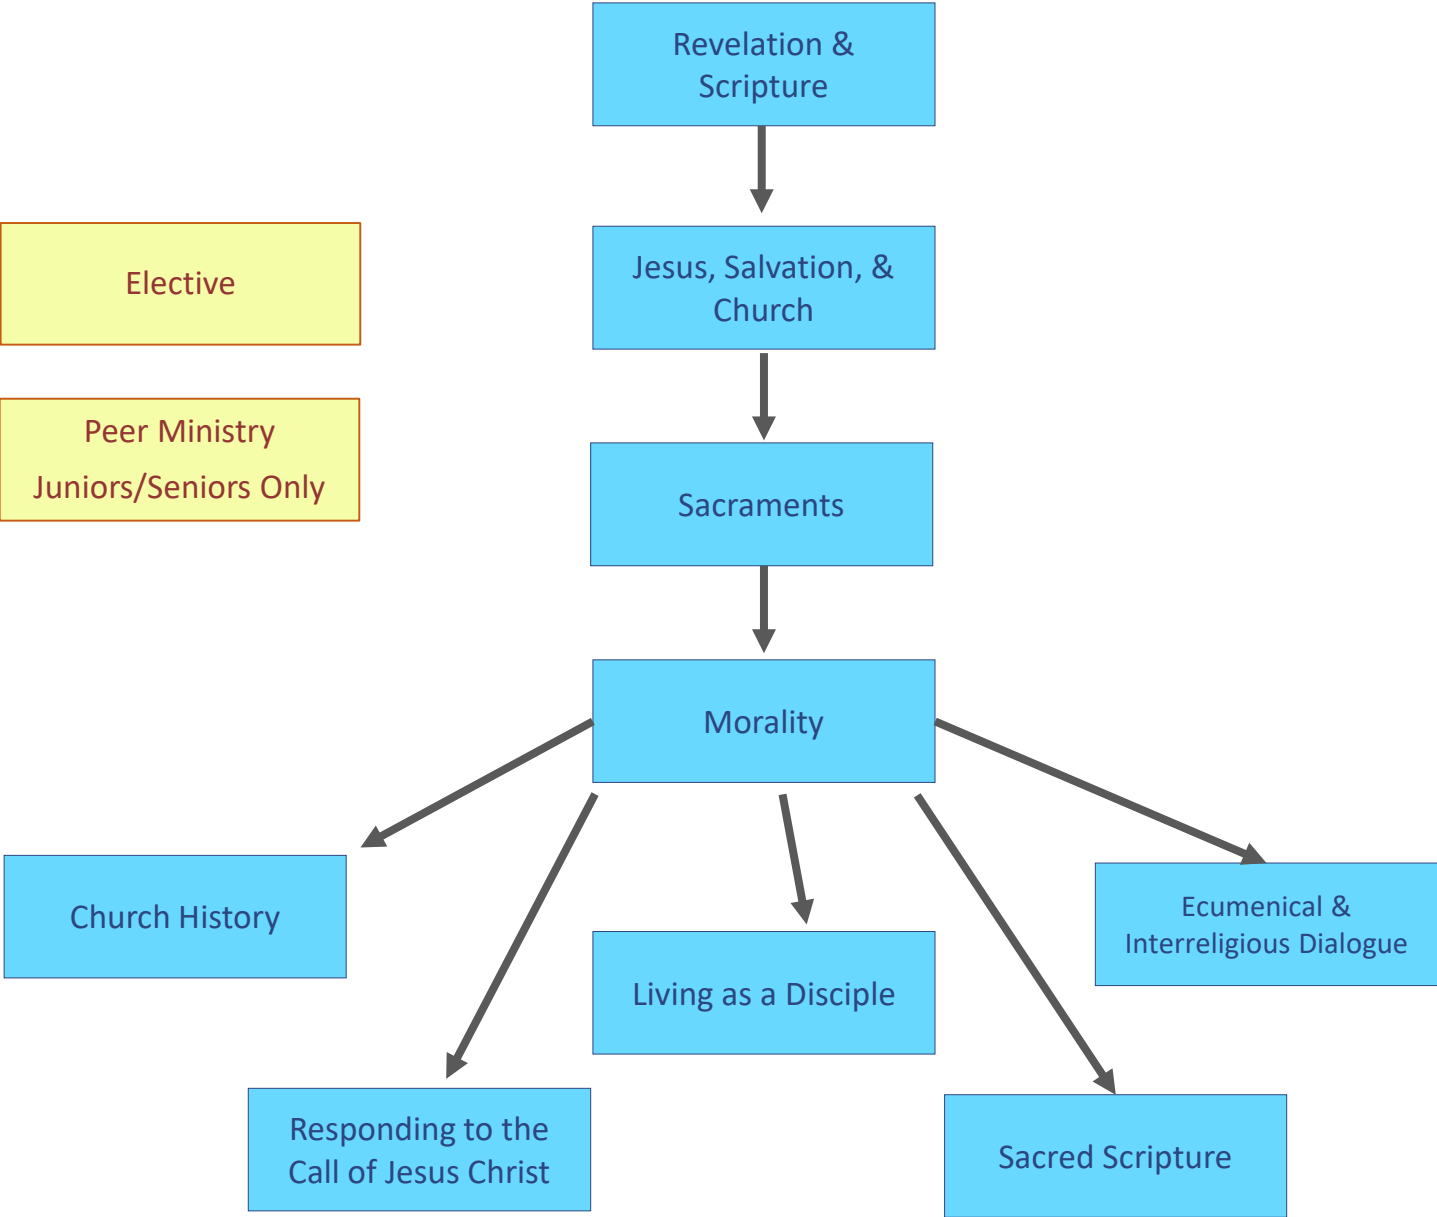 Revelation &
Scripture
Elective
Jesus, Salvation, &
Church
Peer Ministry
Juniors/Seniors Only
Sacraments
Morality
Church History
Ecumenical &
Interreligious Dialogue
Living as a Disciple
Responding to the
Call of Jesus Christ
Sacred Scripture